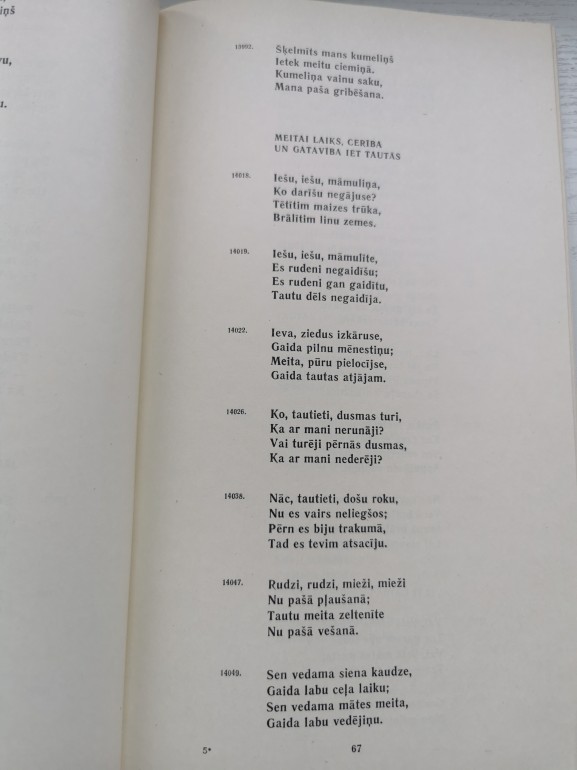 iņš
u,
u.
13992.
Šķelmīts mans kumeliņš
Ietek meitu ciemiņā.
Kumeliņa vainu saku,
Mana paša gribēšana.
MEITAI LAIKS, CERĪBA
UN GATAVĪBA IET TAUTĀS
14018.
Iešu, iešu, māmuliņa,
Ko darīšu negājuse?
Tētītim maizes trūka,
Brālītim linu zemes.
14019.
Iešu, iešu, māmulīte,
Es rudeni negaidīšu;
Es rudeni gan gaidītu,
Tautu dēls negaidīja.
14022.
Ieva, ziedus izkāruse,
Gaida pilnu mēnestiņu;
Meita, pūru pielocījse,
Gaida tautas atjājam.
14026.
Ko, tautieti, dusmas turi,
Ka ar mani nerunāji?
Vai turēji pērnās dusmas,
Ka ar mani nederēji?
14038.
Nāc, tautieti, došu roku,
Nu es vairs neliegšos;
Pērn es biju trakumā,
Tad es tevim atsacīju.
14047.
Rudzi, rudzi, mieži, mieži
Nu pašā pļaušanā;
Tautu meita zeltenīte
Nu pašā vešanā.
14049.
Sen vedama siena kaudze,
Gaida labu ceļa laiku;
Sen vedama mātes meita,
Gaida labu vedējiņu.
5* 67